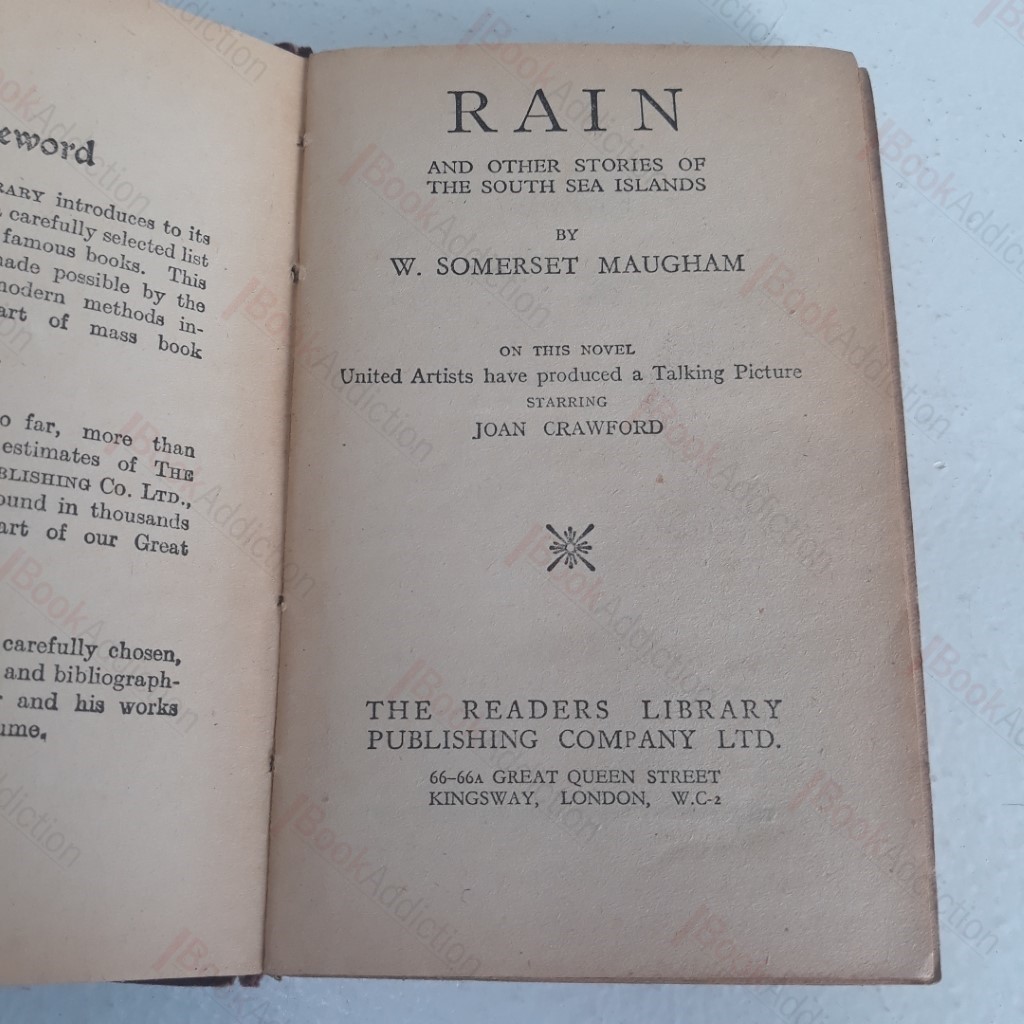 eword
RARY introduces to its
carefully selected list
famous books. This
made possible by the
modern methods in-
art of mass book
o far, more than
estimates of THE
BLISHING CO. LTD.,
ound in thousands
art of our Great
carefully chosen,
and bibliograph-
and his works
ume.
RAIN
AND OTHER STORIES OF
THE SOUTH SEA ISLANDS
BY
W. SOMERSET MAUGHAM
ON THIS NOVEL
United Artists have produced a Talking Picture
STARRING
JOAN CRAWFORD
THE READERS LIBRARY
PUBLISHING COMPANY LTD.
66-66A GREAT QUEEN STREET
KINGSWAY, LONDON, W.C-2
BookAddiction